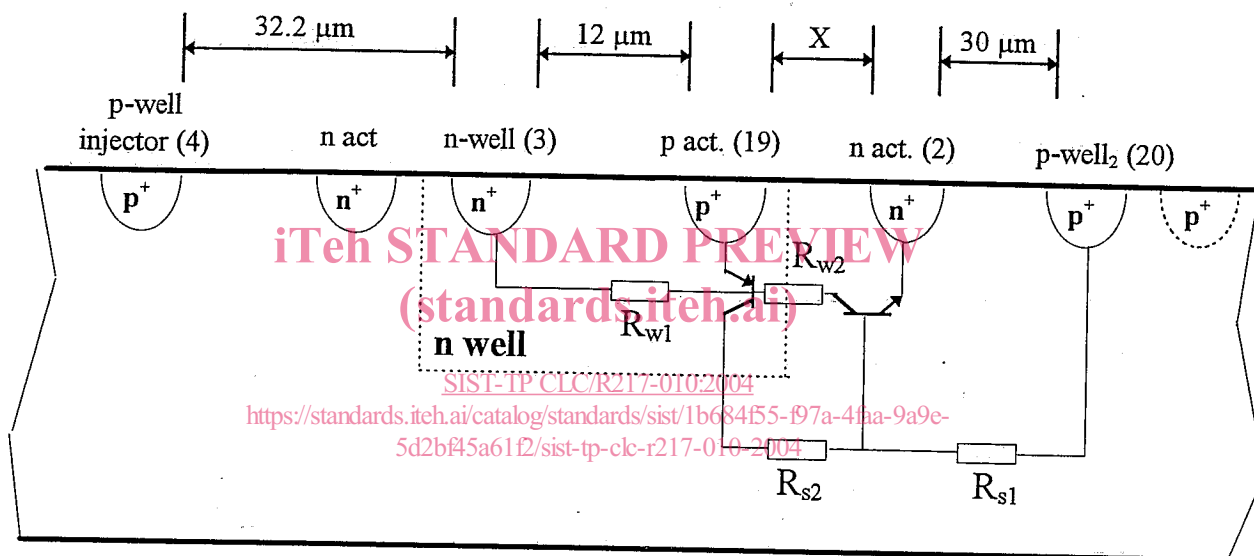 32.2 μm
12 μm
X
30 μm
p-well
injector (4)
n act
n-well (3)
p act. (19)
n act. (2)
p-well₂ (20)
p⁺
n⁺
n⁺
p⁺
n⁺
p⁺
p⁺
iTeh STANDARD PREVIEW
(standards.iteh.ai)
R_w2
R_w1
n well
SIST-TP CLC/R217-010:2004
https://standards.iteh.ai/catalog/standards/sist/1b684f55-f97a-4faa-9a9e-
5d2bf45a61f2/sist-tp-clc-r217-010-2004
R_s2
R_s1